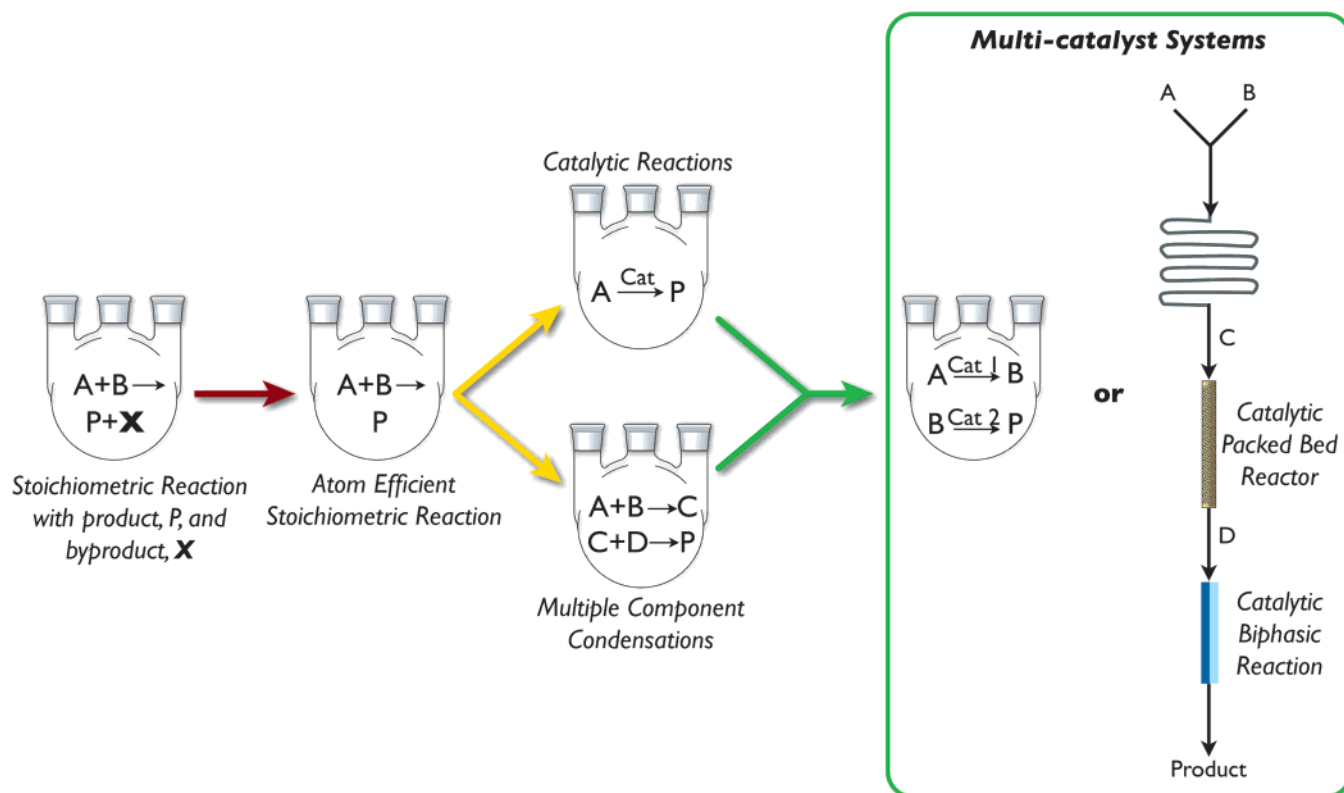 Multi-catalyst Systems
A+B→
P+X
Stoichiometric Reaction
with product, P, and
byproduct, X
A+B→
P
Atom Efficient
Stoichiometric Reaction
Catalytic Reactions
A Cat→ P
A+B→C
C+D→P
Multiple Component
Condensations
A Cat 1→ B
B Cat 2→ P
or
A
B
C
Catalytic
Packed Bed
Reactor
D
Catalytic
Biphasic
Reaction
Product